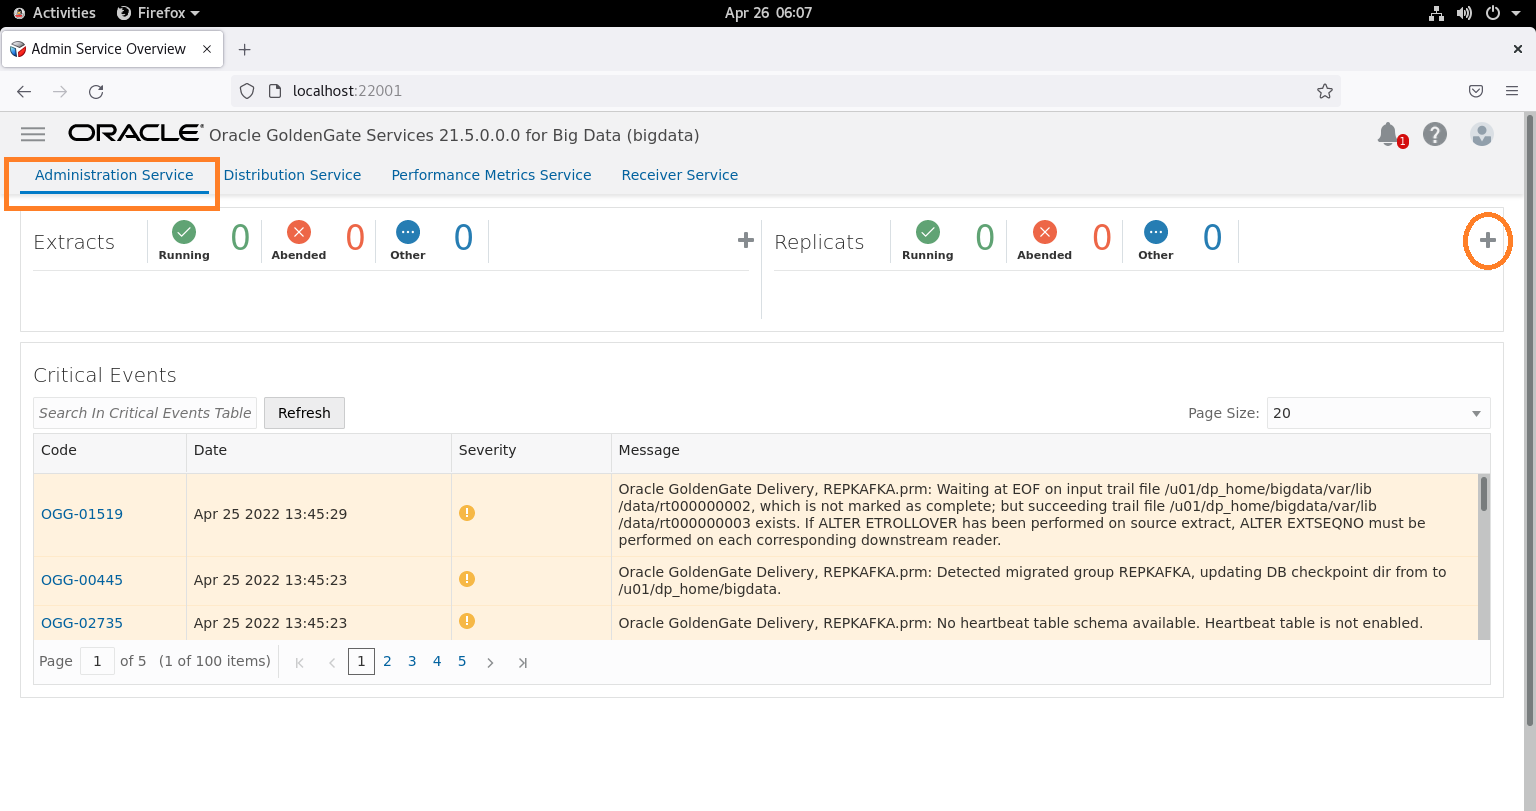 Activities Firefox Apr 26 06:07
Admin Service Overview
localhost:22001
ORACLE Oracle GoldenGate Services 21.5.0.0.0 for Big Data (bigdata) 1 ?
Administration Service Distribution Service Performance Metrics Service Receiver Service
Extracts 0 Running 0 Abended 0 Other
Replicats 0 Running 0 Abended 0 Other
Critical Events
Search In Critical Events Table Refresh Page Size: 20
Code Date Severity Message
OGG-01519 Apr 25 2022 13:45:29 Oracle GoldenGate Delivery, REPKAFKA.prm: Waiting at EOF on input trail file /u01/dp_home/bigdata/var/lib
/data/rt000000002, which is not marked as complete; but succeeding trail file /u01/dp_home/bigdata/var/lib
/data/rt000000003 exists. If ALTER ETROLLOVER has been performed on source extract, ALTER EXTSEQNO must be
performed on each corresponding downstream reader.
OGG-00445 Apr 25 2022 13:45:23 Oracle GoldenGate Delivery, REPKAFKA.prm: Detected migrated group REPKAFKA, updating DB checkpoint dir from to
/u01/dp_home/bigdata.
OGG-02735 Apr 25 2022 13:45:23 Oracle GoldenGate Delivery, REPKAFKA.prm: No heartbeat table schema available. Heartbeat table is not enabled.
Page 1 of 5 (1 of 100 items) 1 2 3 4 5